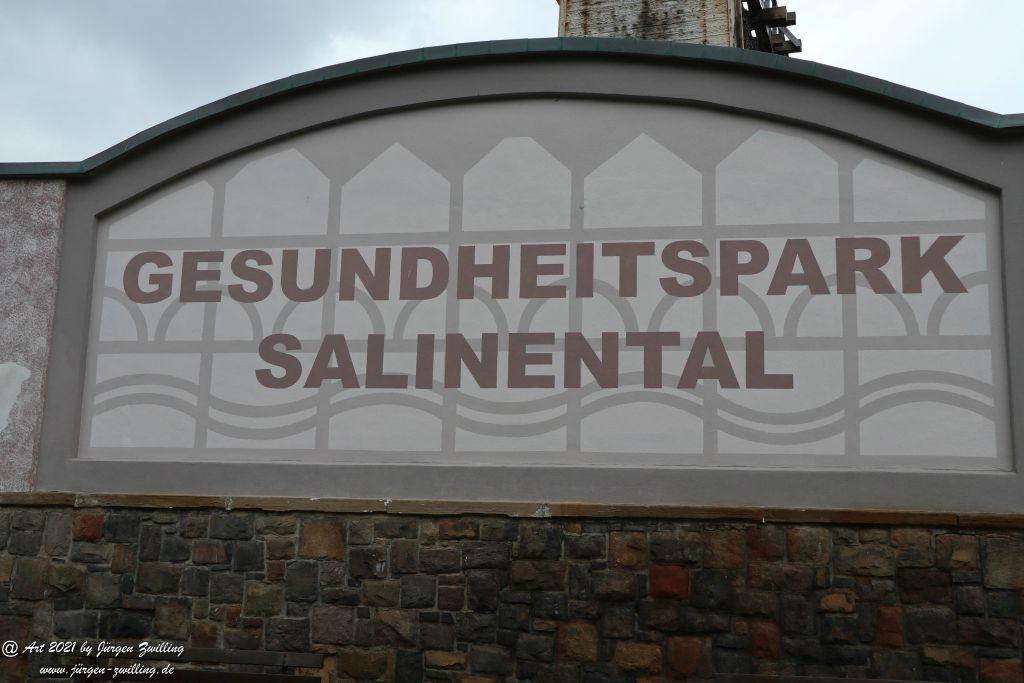 GESUNDHEITSPARK
SALINENTAL
@ Art 2021 by Jürgen Zwilling
www.jürgen-zwilling.de